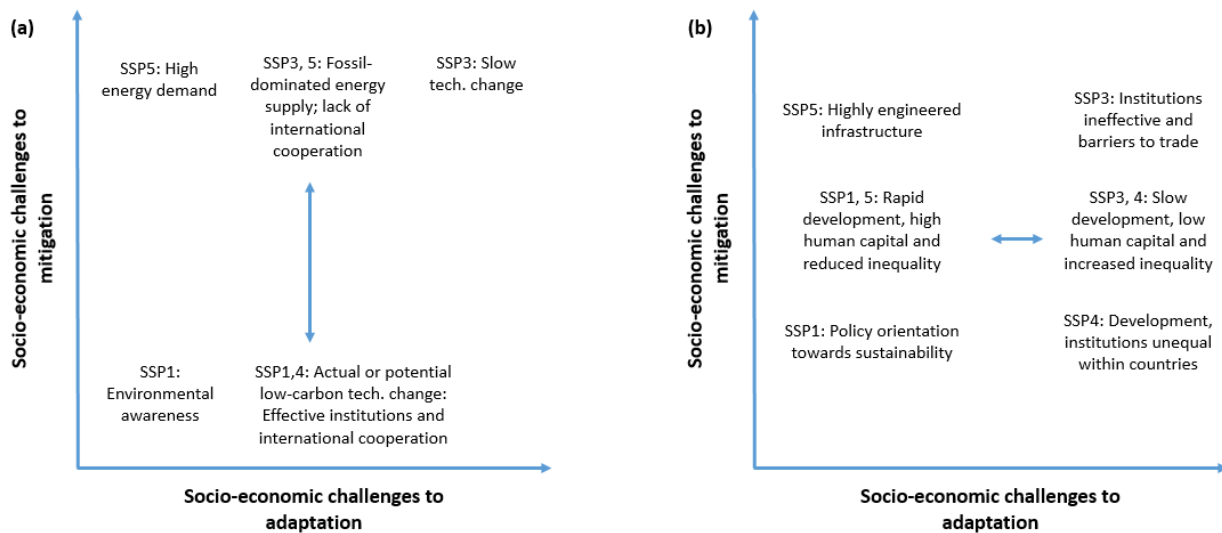 (a)
Socio-economic challenges to
mitigation
SSP5: High
energy demand
SSP3, 5: Fossil-
dominated energy
supply; lack of
international
cooperation
SSP3: Slow
tech. change
SSP1:
Environmental
awareness
SSP1,4: Actual or potential
low-carbon tech. change:
Effective institutions and
international cooperation
Socio-economic challenges to
adaptation
(b)
Socio-economic challenges to
mitigation
SSP5: Highly engineered
infrastructure
SSP3: Institutions
ineffective and
barriers to trade
SSP1, 5: Rapid
development, high
human capital and
reduced inequality
SSP3, 4: Slow
development, low
human capital and
increased inequality
SSP1: Policy orientation
towards sustainability
SSP4: Development,
institutions unequal
within countries
Socio-economic challenges to
adaptation